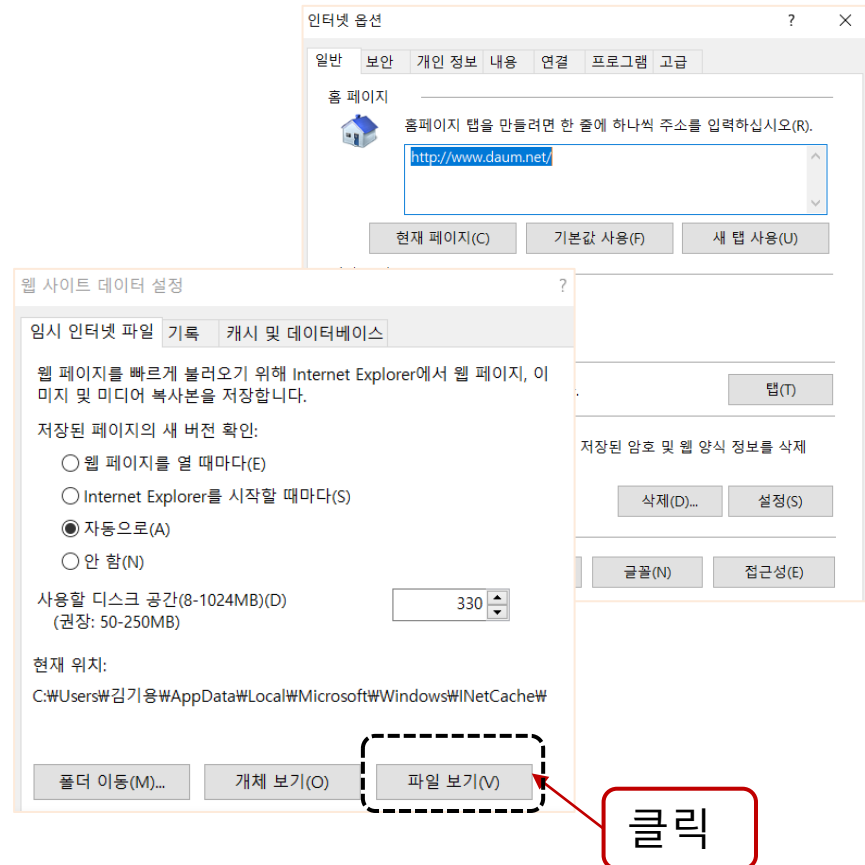 인터넷 옵션 ? ×
일반 보안 개인 정보 내용 연결 프로그램 고급
홈 페이지
홈페이지 탭을 만들려면 한 줄에 하나씩 주소를 입력하십시오(R).
http://www.daum.net/
현재 페이지(C) 기본값 사용(F) 새 탭 사용(U)
탭(T)
저장된 암호 및 웹 양식 정보를 삭제
삭제(D)... 설정(S)
글꼴(N) 접근성(E)
웹 사이트 데이터 설정 ?
임시 인터넷 파일 기록 캐시 및 데이터베이스
웹 페이지를 빠르게 불러오기 위해 Internet Explorer에서 웹 페이지, 이
미지 및 미디어 복사본을 저장합니다.
저장된 페이지의 새 버전 확인:
웹 페이지를 열 때마다(E)
Internet Explorer를 시작할 때마다(S)
자동으로(A)
안 함(N)
사용할 디스크 공간(8-1024MB)(D) 330
(권장: 50-250MB)
현재 위치:
C:₩Users₩김기용₩AppData₩Local₩Microsoft₩Windows₩INetCache₩
폴더 이동(M)... 개체 보기(O) 파일 보기(V)
클릭